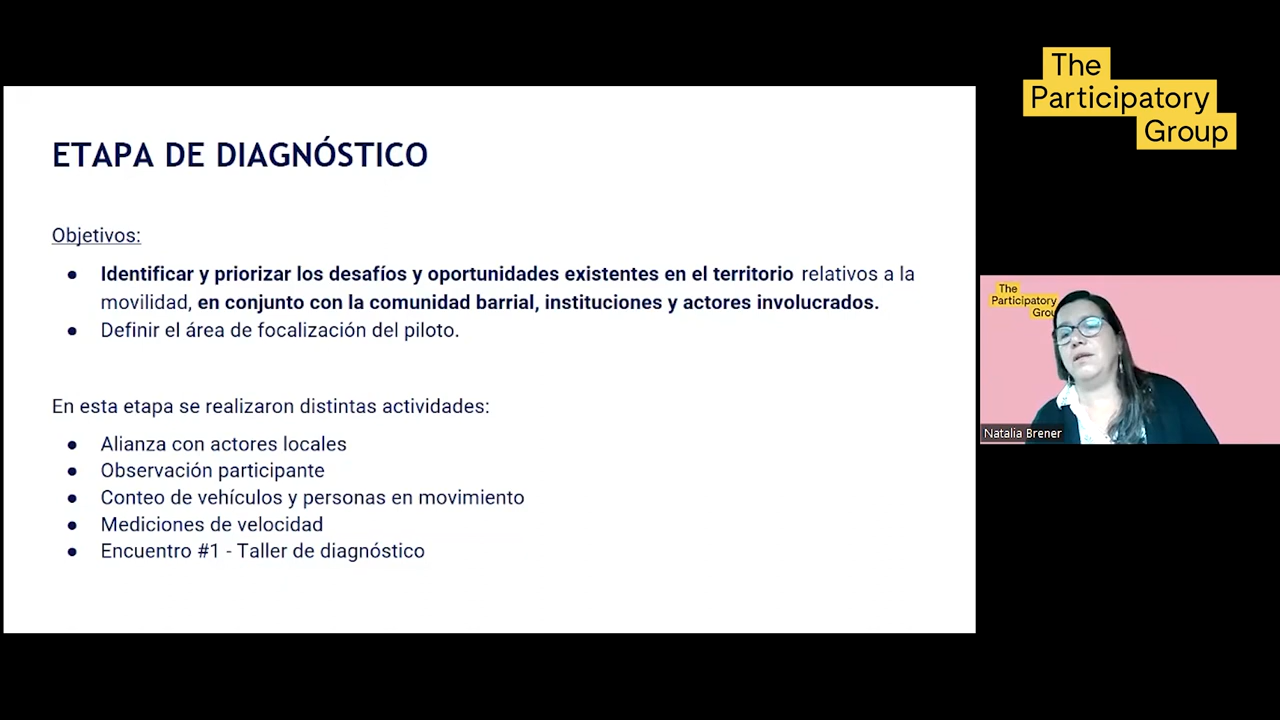 ETAPA DE DIAGNÓSTICO
Objetivos:
● Identificar y priorizar los desafíos y oportunidades existentes en el territorio relativos a la
movilidad, en conjunto con la comunidad barrial, instituciones y actores involucrados.
● Definir el área de focalización del piloto.
En esta etapa se realizaron distintas actividades:
● Alianza con actores locales
● Observación participante
● Conteo de vehículos y personas en movimiento
● Mediciones de velocidad
● Encuentro #1 - Taller de diagnóstico
The
Participatory
Group
The
Participatory
Grou
Natalia Brener